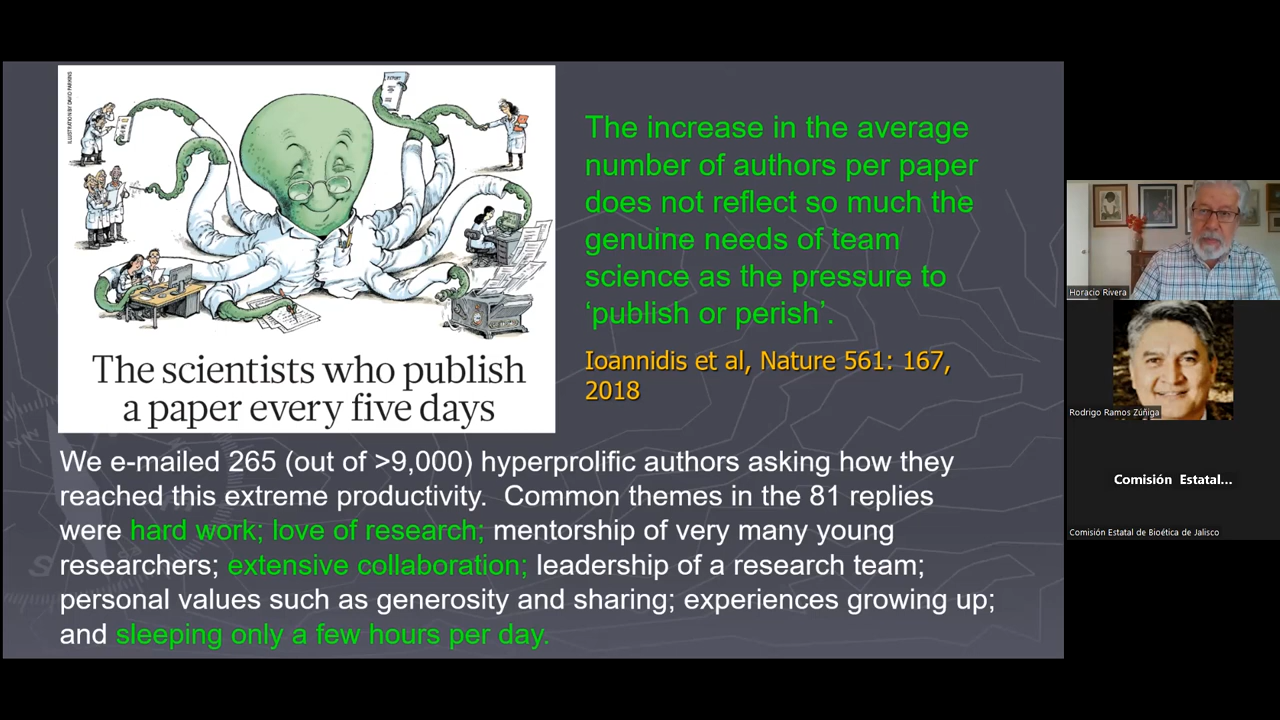 ILLUSTRATION BY DAVID PARKINS
REPORT
The scientists who publish
a paper every five days
The increase in the average
number of authors per paper
does not reflect so much the
genuine needs of team
science as the pressure to
‘publish or perish’.
Ioannidis et al, Nature 561: 167,
2018
We e-mailed 265 (out of >9,000) hyperprolific authors asking how they
reached this extreme productivity.  Common themes in the 81 replies
were hard work; love of research; mentorship of very many young
researchers; extensive collaboration; leadership of a research team;
personal values such as generosity and sharing; experiences growing up;
and sleeping only a few hours per day.
Horacio Rivera
Rodrigo Ramos Zúñiga
Comisión Estatal...
Comisión Estatal de Bioética de Jalisco